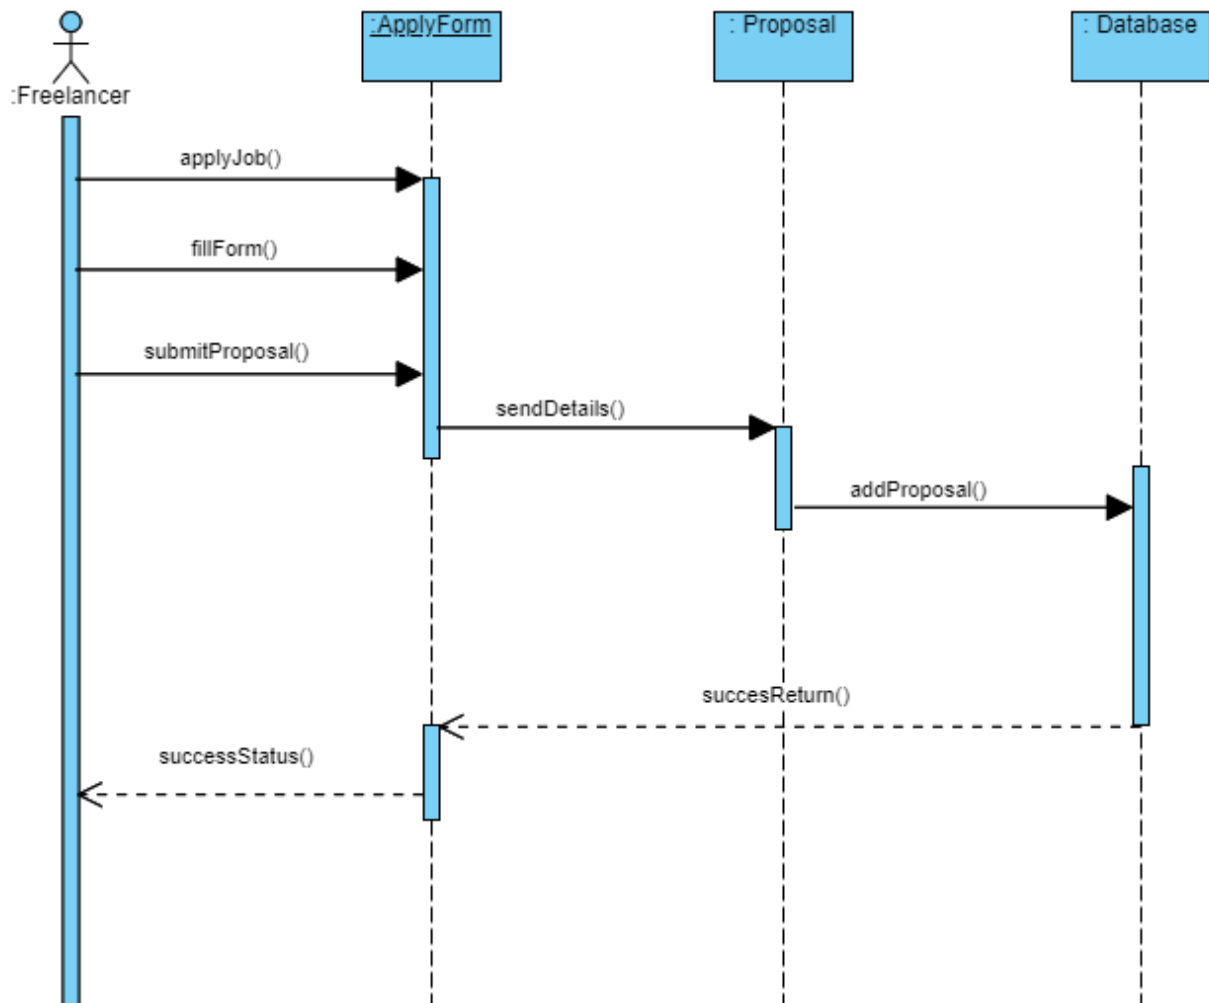 :ApplyForm
: Proposal
: Database
:Freelancer
applyJob()
fillForm()
submitProposal()
sendDetails()
addProposal()
succesReturn()
successStatus()